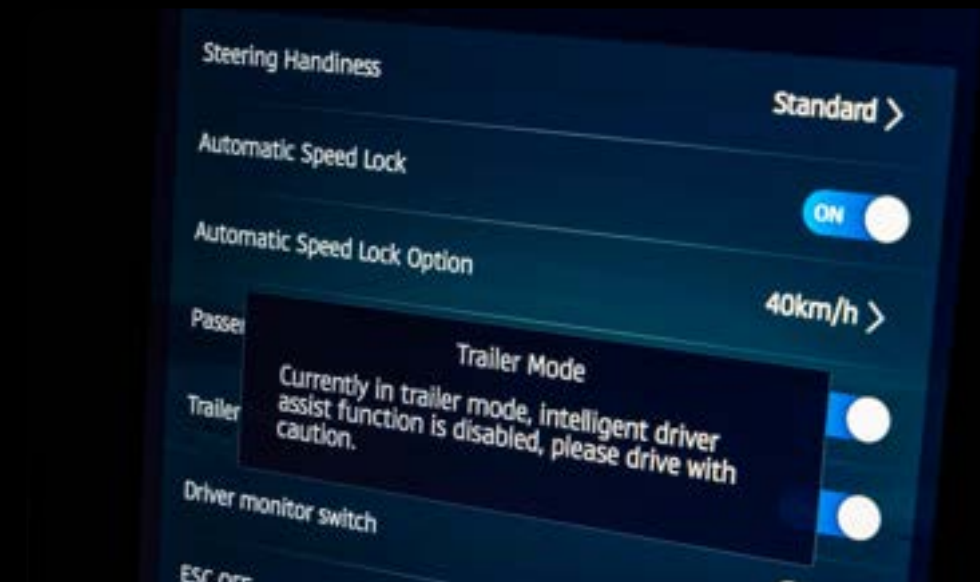 Steering Handiness
Standard
Automatic Speed Lock
ON
Automatic Speed Lock Option
40km/h
Passen
Trailer Mode
Currently in trailer mode, intelligent driver
assist function is disabled, please drive with
caution.
Trailer
Driver monitor switch
ESC OFF